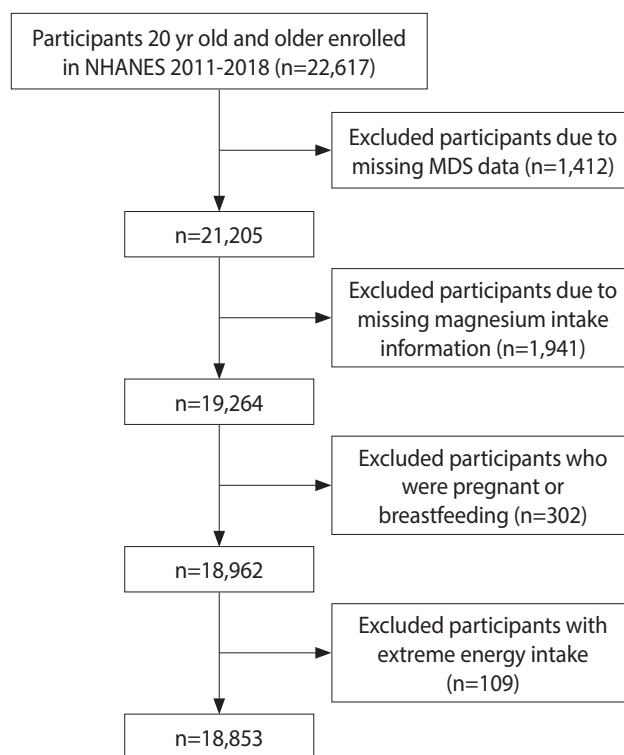 Participants 20 yr old and older enrolled
in NHANES 2011-2018 (n=22,617)
Excluded participants due to
missing MDS data (n=1,412)
n=21,205
Excluded participants due to
missing magnesium intake
information (n=1,941)
n=19,264
Excluded participants who
were pregnant or
breastfeeding (n=302)
n=18,962
Excluded participants with
extreme energy intake
(n=109)
n=18,853